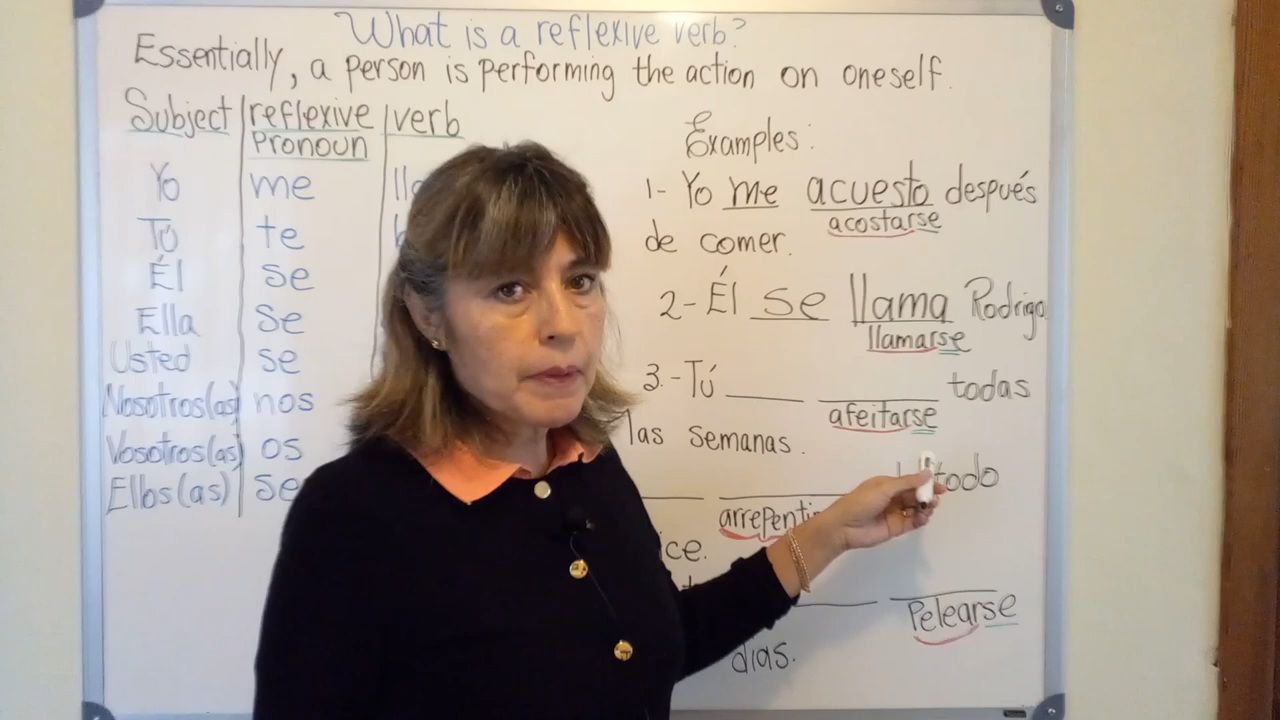 What is a reflexive verb?
Essentially, a person is performing the action on oneself.
Subject reflexive Pronoun verb
Yo me
Tú te
Él se
Ella se
Usted se
Nosotros(as) nos
Vosotros(as) os
Ellos(as) se
Examples:
1- Yo me acuesto después
acostarse
de comer.
2- Él se llama Rodrigo
llamarse
3.- Tú ____ ____ todas
afeitarse
las semanas.
todo
Pelearse
días.